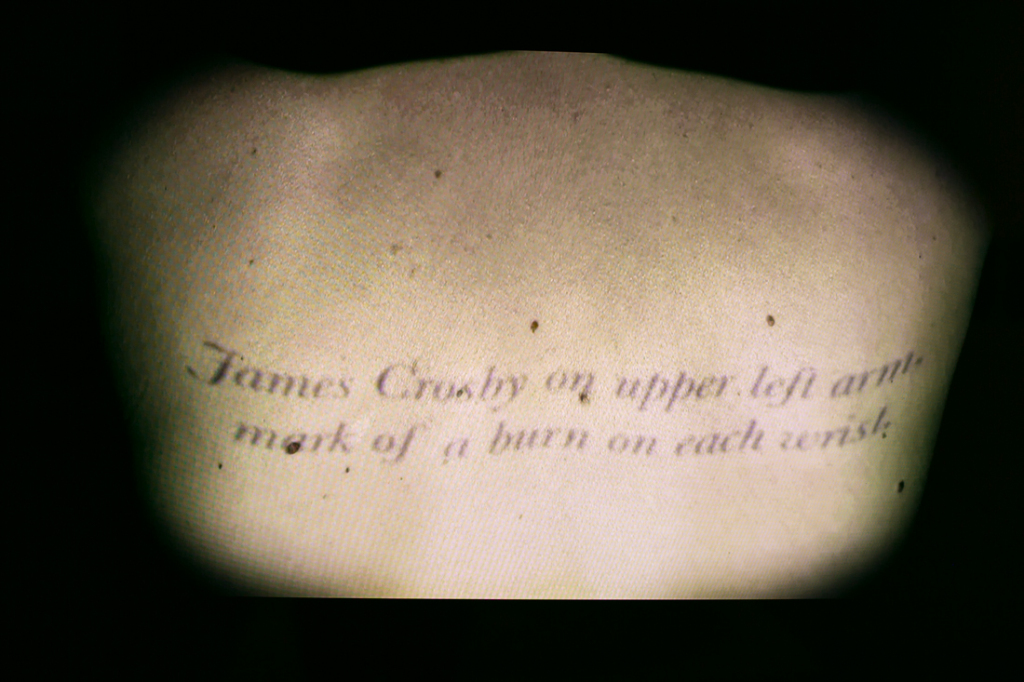 James Crosby on upper left arm.
mark of a burn on each wrist.